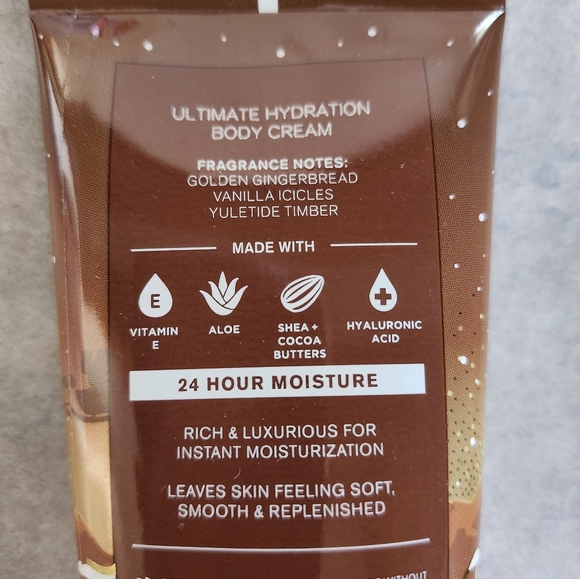 ULTIMATE HYDRATION
BODY CREAM
FRAGRANCE NOTES:
GOLDEN GINGERBREAD
VANILLA ICICLES
YULETIDE TIMBER
MADE WITH
E
VITAMIN
E
ALOE
SHEA +
COCOA
BUTTERS
HYALURONIC
ACID
24 HOUR MOISTURE
RICH & LUXURIOUS FOR
INSTANT MOISTURIZATION
LEAVES SKIN FEELING SOFT,
SMOOTH & REPLENISHED
WITHOUT